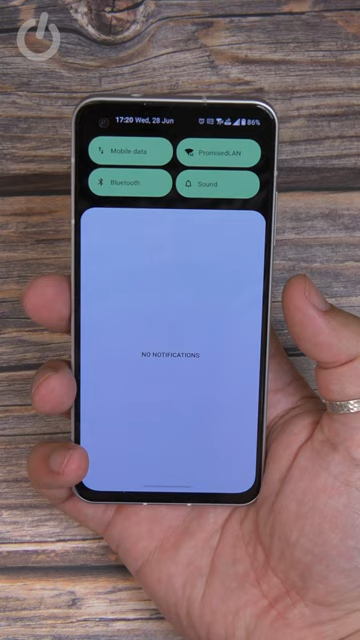 17:20 Wed, 28 Jun
86%
Mobile data
PromisedLAN
Bluetooth
Sound
NO NOTIFICATIONS